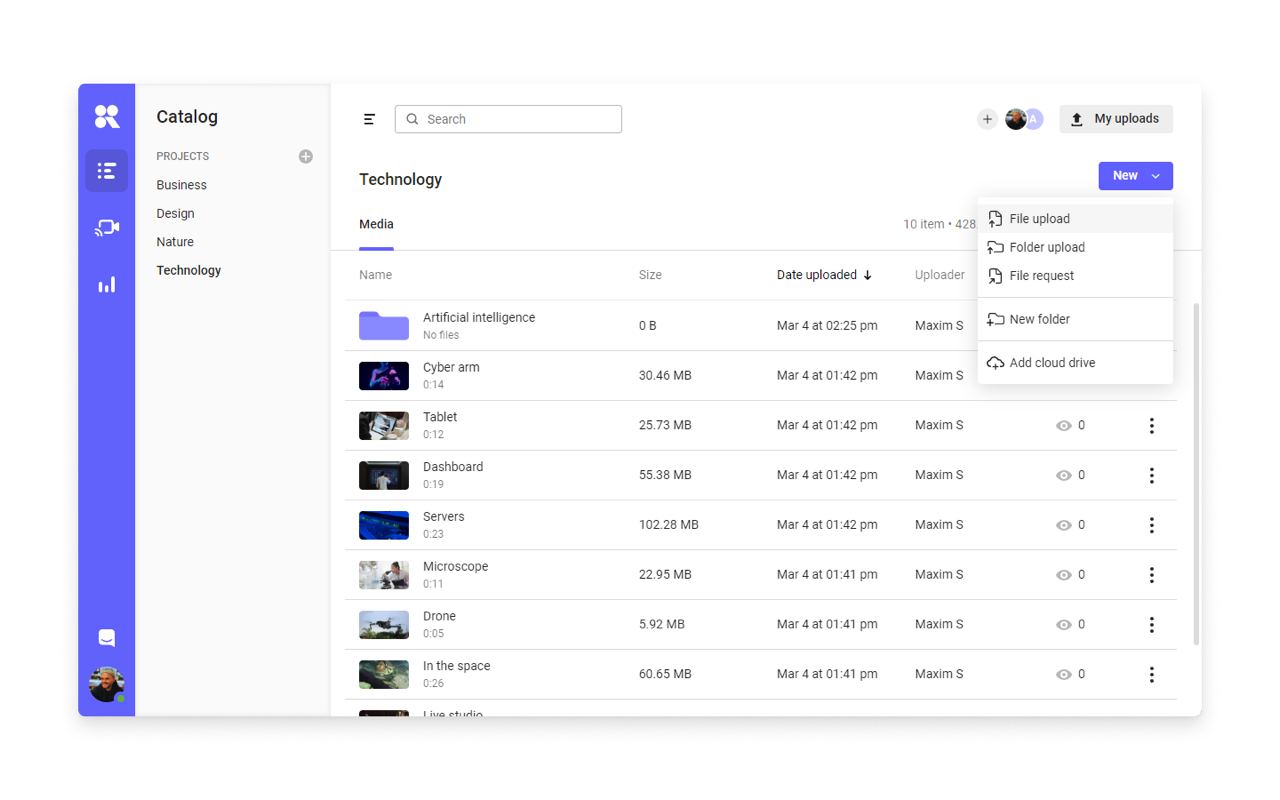 Catalog
PROJECTS
Business
Design
Nature
Technology
Search
A
My uploads
Technology
New
Media
10 item • 428.
File upload
Folder upload
File request
New folder
Add cloud drive
Name Size Date uploaded Uploader
Artificial intelligence
No files
0 B Mar 4 at 02:25 pm Maxim S
Cyber arm
0:14
30.46 MB Mar 4 at 01:42 pm Maxim S
Tablet
0:12
25.73 MB Mar 4 at 01:42 pm Maxim S 0
Dashboard
0:19
55.38 MB Mar 4 at 01:42 pm Maxim S 0
Servers
0:23
102.28 MB Mar 4 at 01:42 pm Maxim S 0
Microscope
0:11
22.95 MB Mar 4 at 01:41 pm Maxim S 0
Drone
0:05
5.92 MB Mar 4 at 01:41 pm Maxim S 0
In the space
0:26
60.65 MB Mar 4 at 01:41 pm Maxim S 0
Live studio